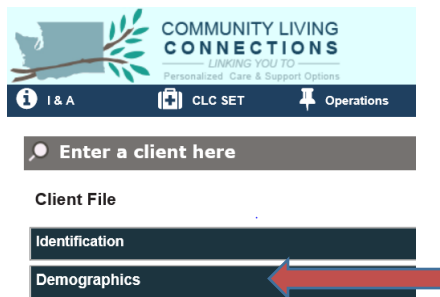 COMMUNITY LIVING
CONNECTIONS
LINKING YOU TO
Personalized Care & Support Options
i I & A
CLC SET
Operations
Enter a client here
Client File
Identification
Demographics